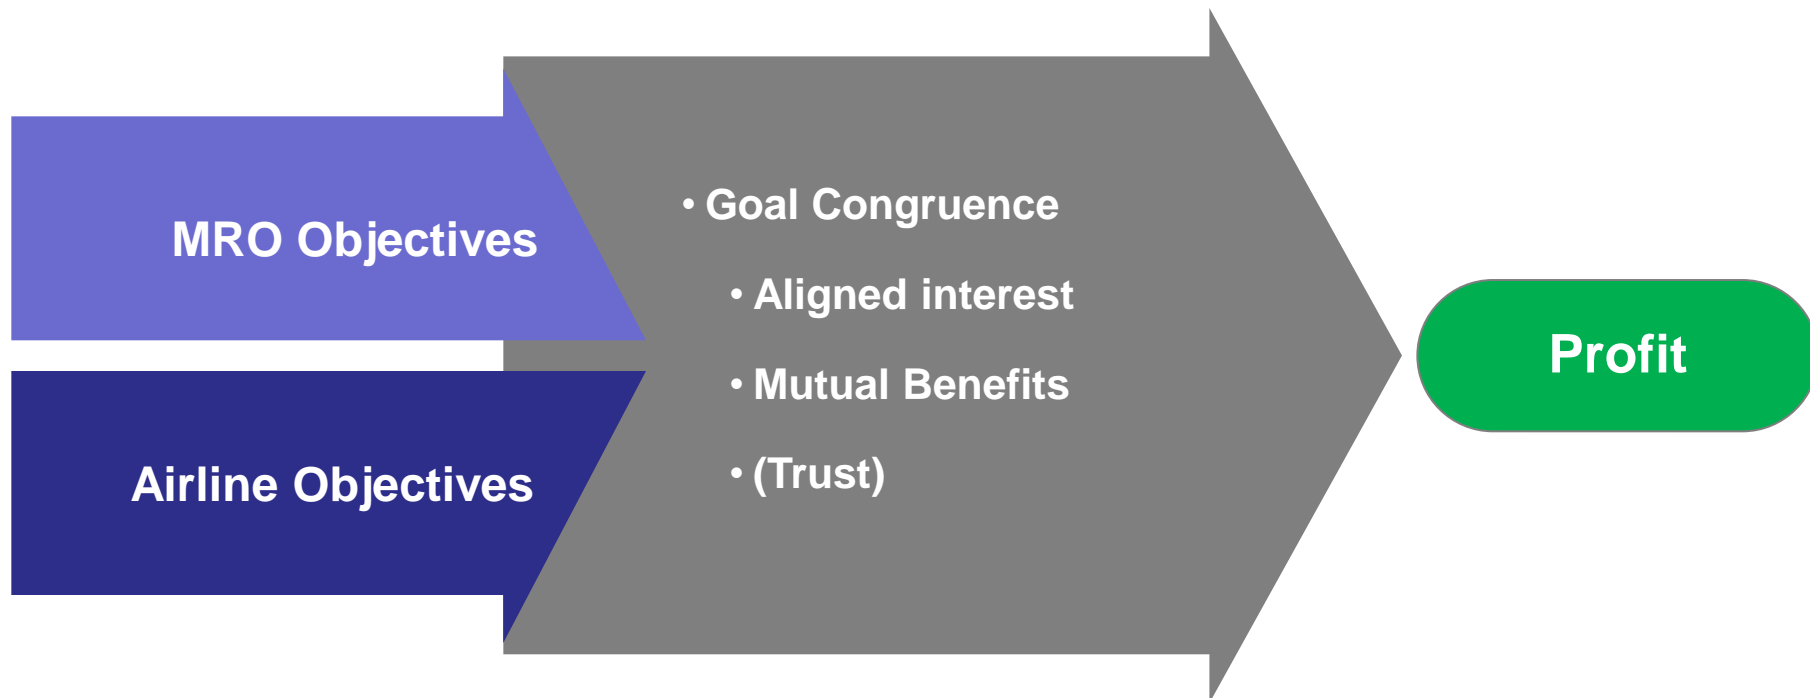 MRO Objectives
Airline Objectives
• Goal Congruence
• Aligned interest
• Mutual Benefits
• (Trust)
Profit